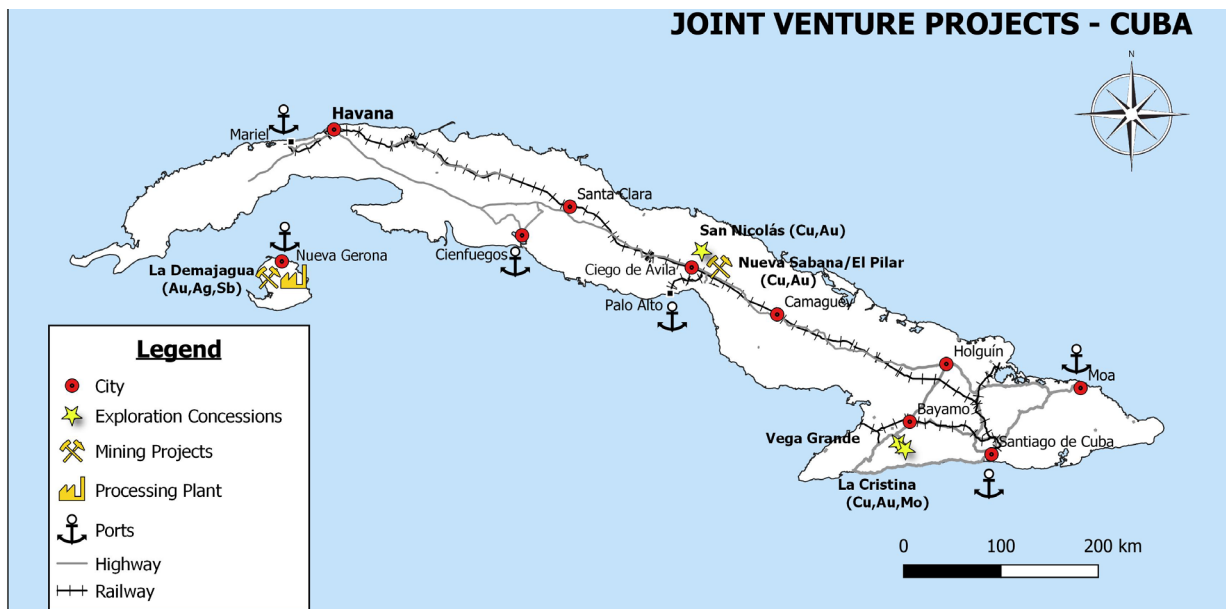 JOINT VENTURE PROJECTS - CUBA
N
Havana
Mariel
Santa Clara
San Nicolás (Cu,Au)
Cienfuegos
Nueva Gerona
La Demajagua
(Au,Ag,Sb)
Ciego de Ávila
Nueva Sabana/El Pilar
(Cu,Au)
Palo Alto
Camaguéy
Holguín
Moa
Bayamo
Vega Grande
Santiago de Cuba
La Cristina
(Cu,Au,Mo)
Legend
City
Exploration Concessions
Mining Projects
Processing Plant
Ports
Highway
Railway
0 100 200 km